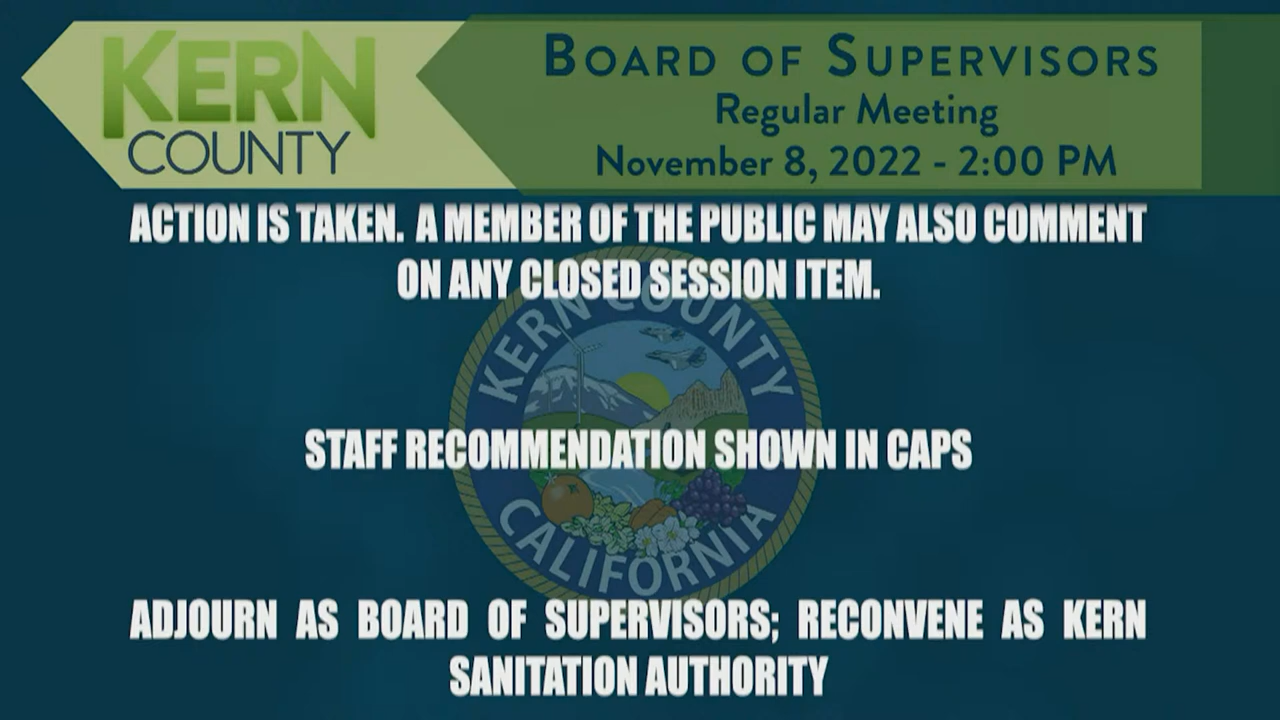 KERN
COUNTY
BOARD OF SUPERVISORS
Regular Meeting
November 8, 2022 - 2:00 PM
ACTION IS TAKEN. A MEMBER OF THE PUBLIC MAY ALSO COMMENT
ON ANY CLOSED SESSION ITEM.
KERN COUNTY
STAFF RECOMMENDATION SHOWN IN CAPS
CALIFORNIA
ADJOURN AS BOARD OF SUPERVISORS; RECONVENE AS KERN
SANITATION AUTHORITY